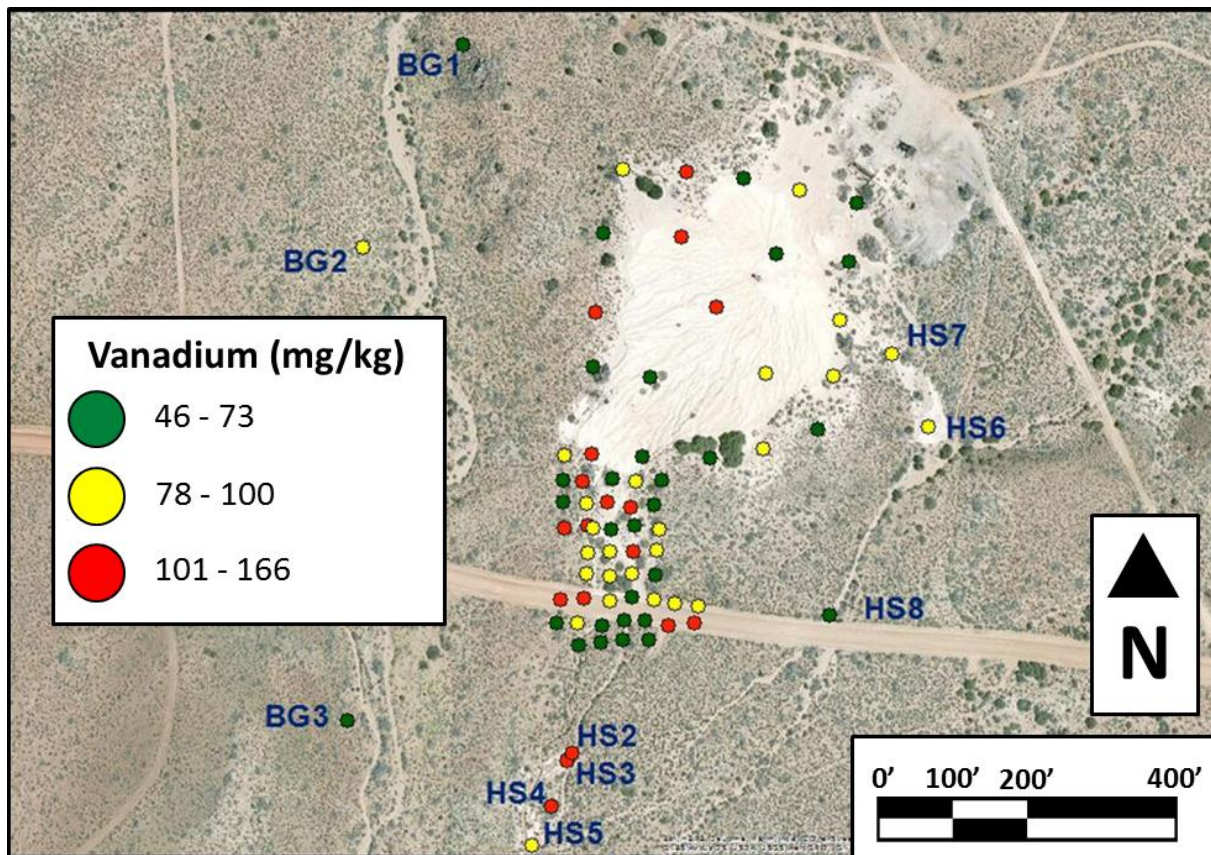 BG1
BG2
HS7
Vanadium (mg/kg)
46 - 73
78 - 100
101 - 166
HS6
HS8
N
BG3
HS2
HS3
HS4
HS5
0' 100' 200' 400'